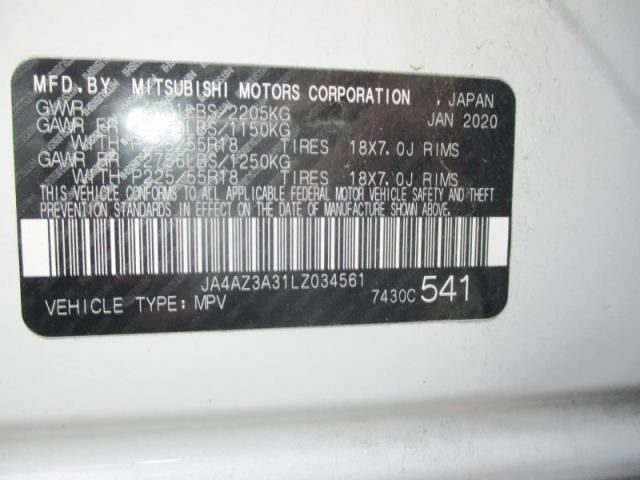 MFD.BY MITSUBISHI MOTORS CORPORATION , JAPAN
GVWR 2205KG JAN 2020
GAWR FR LBS/1150KG
WITH 55R18 TIRES 18X7.0J RIMS
GAWR RR 2756LBS/1250KG
WITH P225/55R18 TIRES 18X7.0J RIMS
THIS VEHICLE CONFORMS TO ALL APPLICABLE FEDERAL MOTOR VEHICLE SAFETY AND THEFT
PREVENTION STANDARDS IN EFFECT ON THE DATE OF MANUFACTURE SHOWN ABOVE.
JA4AZ3A31LZ034561
VEHICLE TYPE: MPV 7430C 541